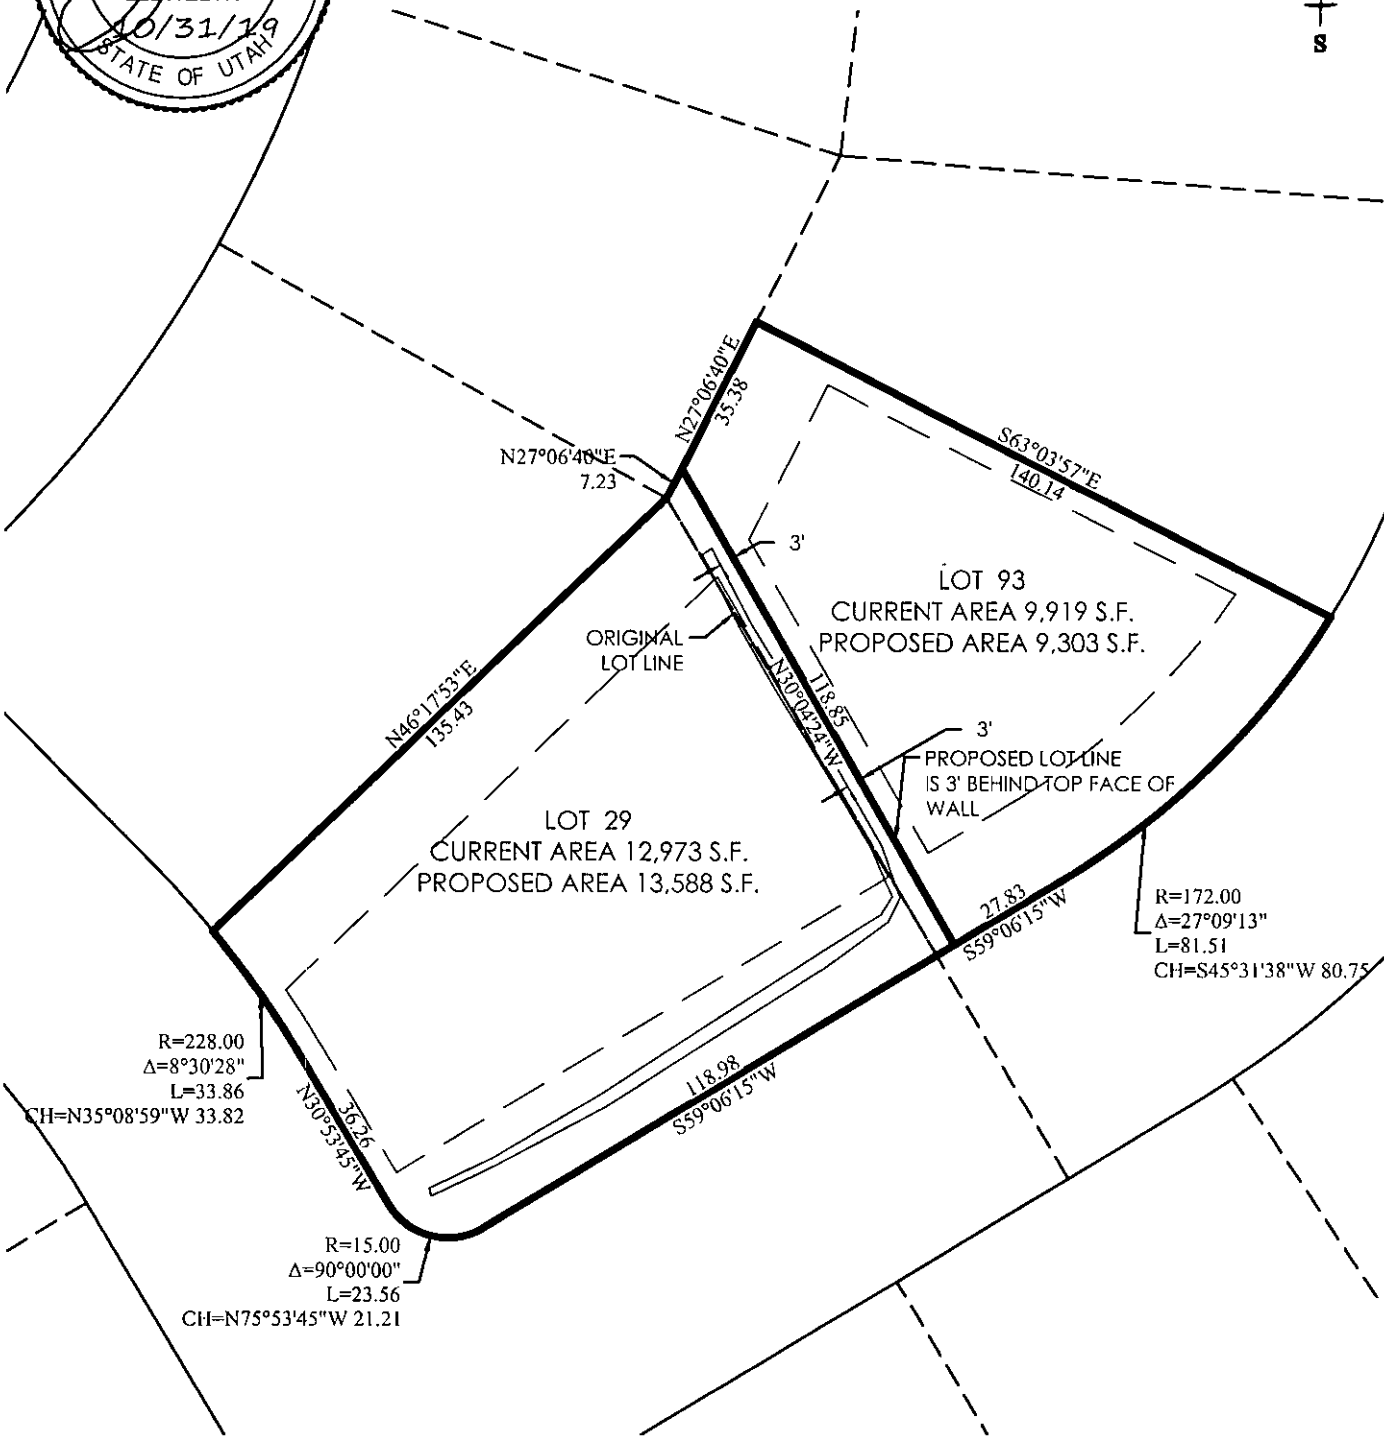 10/31/19
STATE OF UTAH
S
N27°06'40"E
35.38
N27°06'40"E
7.23
S63°03'57"E
140.14
3'
LOT 93
CURRENT AREA 9,919 S.F.
PROPOSED AREA 9,303 S.F.
ORIGINAL
LOT LINE
N46°17'53"E
135.43
118.85
N30°04'24"W
3'
PROPOSED LOT LINE
IS 3' BEHIND TOP FACE OF
WALL
LOT 29
CURRENT AREA 12,973 S.F.
PROPOSED AREA 13,588 S.F.
27.83
S59°06'15"W
R=172.00
Δ=27°09'13"
L=81.51
CH=S45°31'38"W 80.75
R=228.00
Δ=8°30'28"
L=33.86
CH=N35°08'59"W 33.82
36.26
N30°53'45"W
118.98
S59°06'15"W
R=15.00
Δ=90°00'00"
L=23.56
CH=N75°53'45"W 21.21